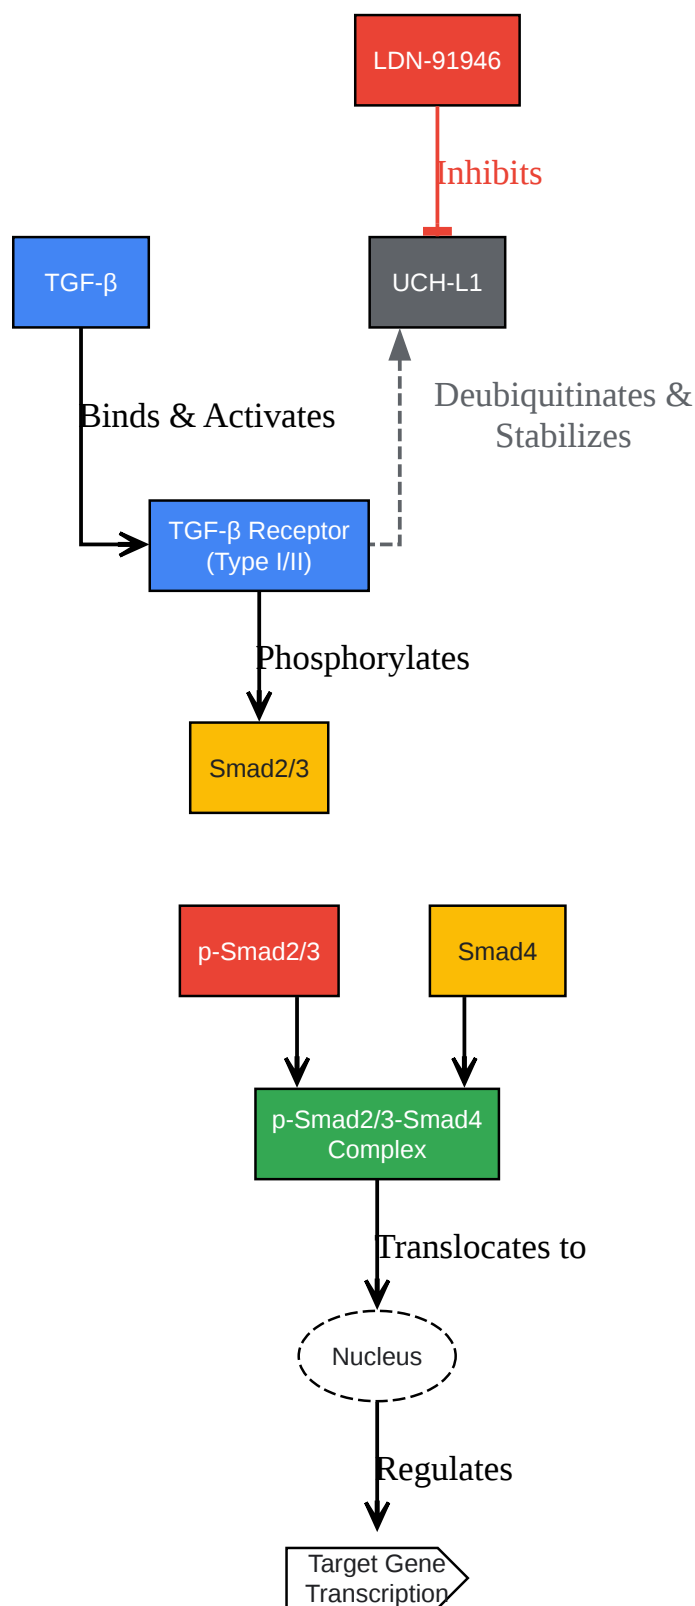 LDN-91946
Inhibits
TGF-β
UCH-L1
Binds & Activates
Deubiquitinates &
Stabilizes
TGF-β Receptor
(Type I/II)
Phosphorylates
Smad2/3
p-Smad2/3
Smad4
p-Smad2/3-Smad4
Complex
Translocates to
Nucleus
Regulates
Target Gene
Transcription